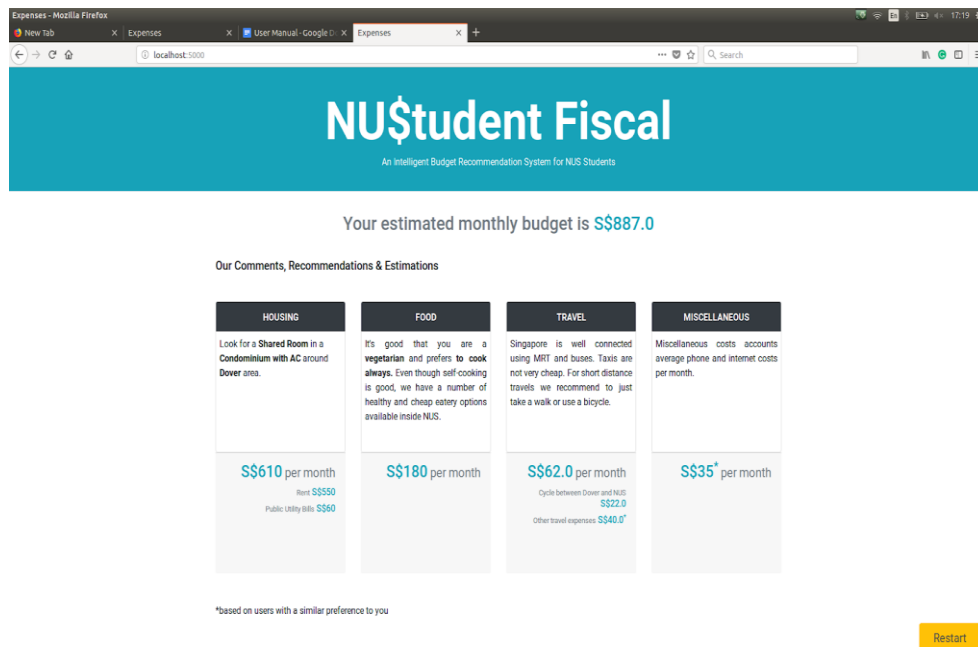 Expenses - Mozilla Firefox
En
17:19
New Tab
Expenses
User Manual - Google D
Expenses
localhost:5000
Search
NU$tudent Fiscal
An Intelligent Budget Recommendation System for NUS Students
Your estimated monthly budget is S$887.0
Our Comments, Recommendations & Estimations
HOUSING
Look for a Shared Room in a
Condominium with AC around
Dover area.
S$610 per month
Rent S$550
Public Utility Bills S$60
FOOD
It's good that you are a
vegetarian and prefers to cook
always. Even though self-cooking
is good, we have a number of
healthy and cheap eatery options
available inside NUS.
S$180 per month
TRAVEL
Singapore is well connected
using MRT and buses. Taxis are
not very cheap. For short distance
travels we recommend to just
take a walk or use a bicycle.
S$62.0 per month
Cycle between Dover and NUS
S$22.0
Other travel expenses S$40.0*
MISCELLANEOUS
Miscellaneous costs accounts
average phone and internet costs
per month.
S$35* per month
*based on users with a similar preference to you
Restart